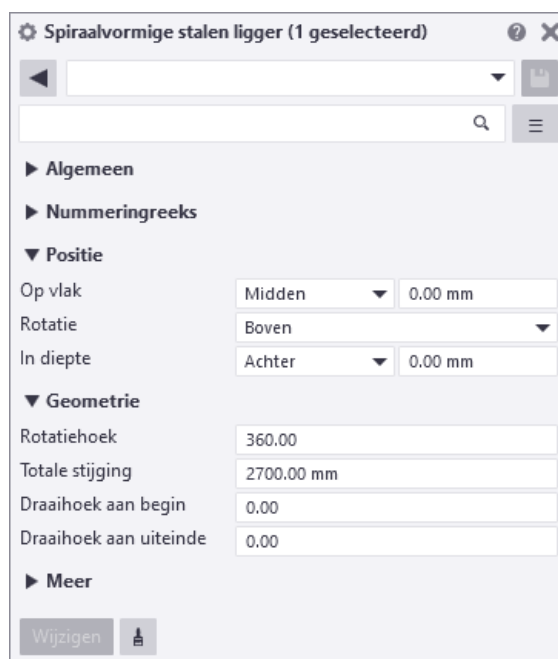 Spiraalvormige stalen ligger (1 geselecteerd)
Algemeen
Nummeringreeks
Positie
Op vlak Midden 0.00 mm
Rotatie Boven
In diepte Achter 0.00 mm
Geometrie
Rotatiehoek 360.00
Totale stijging 2700.00 mm
Draaihoek aan begin 0.00
Draaihoek aan uiteinde 0.00
Meer
Wijzigen